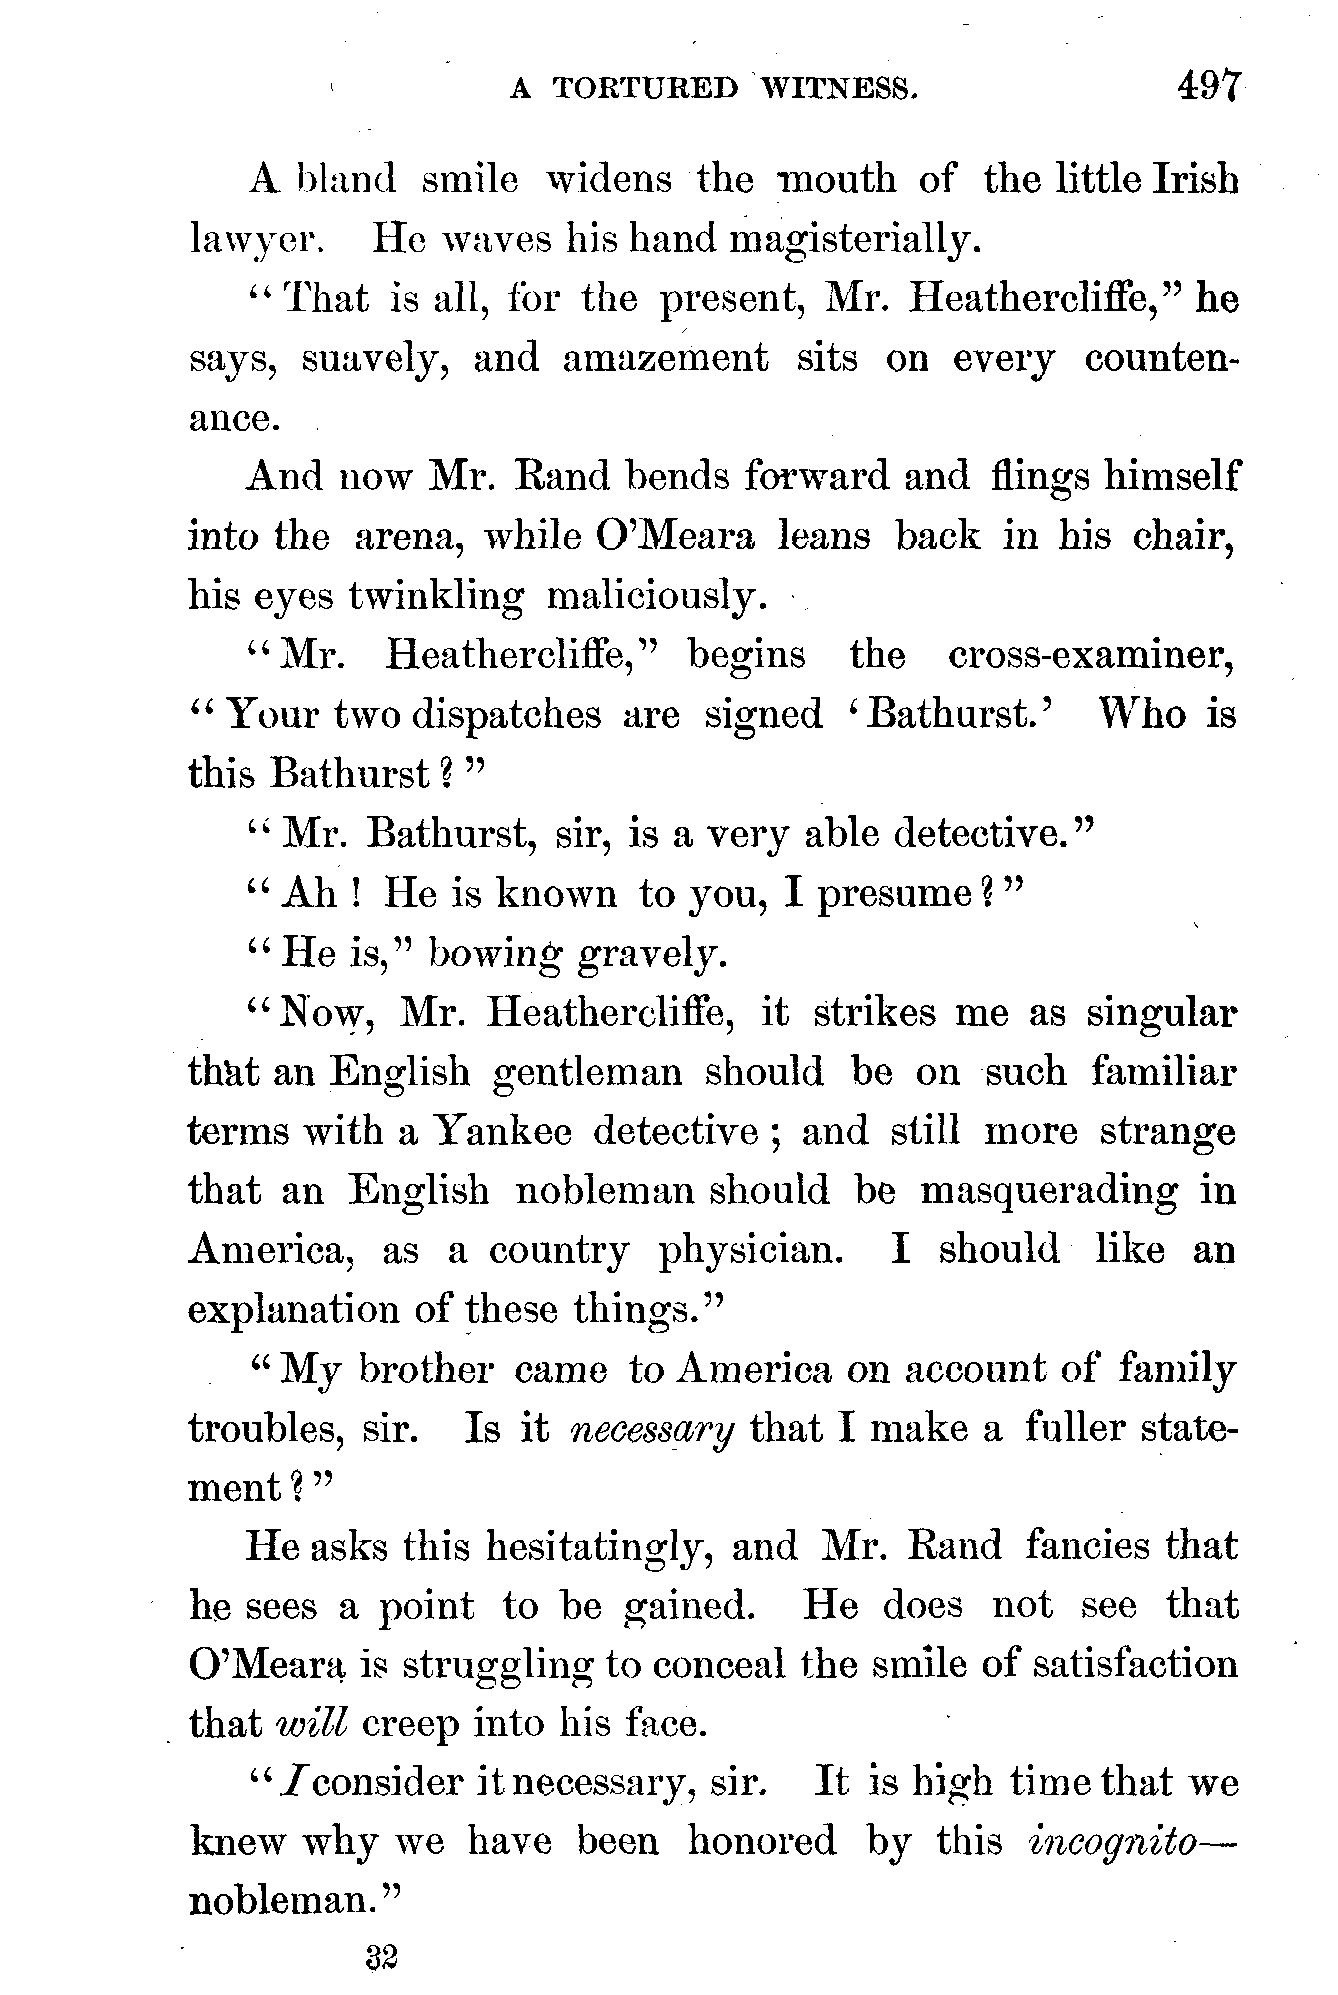 A TORTURED WITNESS. 497
A bland smile widens the mouth of the little Irish
lawyer. He waves his hand magisterially.
"That is all, for the present, Mr. Heathercliffe," he
says, suavely, and amazement sits on every counten-
ance.
And now Mr. Rand bends forward and flings himself
into the arena, while O'Meara leans back in his chair,
his eyes twinkling maliciously.
"Mr. Heathercliffe," begins the cross-examiner,
"Your two dispatches are signed 'Bathurst.' Who is
this Bathurst?"
"Mr. Bathurst, sir, is a very able detective."
"Ah! He is known to you, I presume?"
"He is," bowing gravely.
"Now, Mr. Heathercliffe, it strikes me as singular
that an English gentleman should be on such familiar
terms with a Yankee detective; and still more strange
that an English nobleman should be masquerading in
America, as a country physician. I should like an
explanation of these things."
"My brother came to America on account of family
troubles, sir. Is it necessary that I make a fuller state-
ment?"
He asks this hesitatingly, and Mr. Rand fancies that
he sees a point to be gained. He does not see that
O'Meara is struggling to conceal the smile of satisfaction
that will creep into his face.
"I consider it necessary, sir. It is high time that we
knew why we have been honored by this incognito—
nobleman."
32